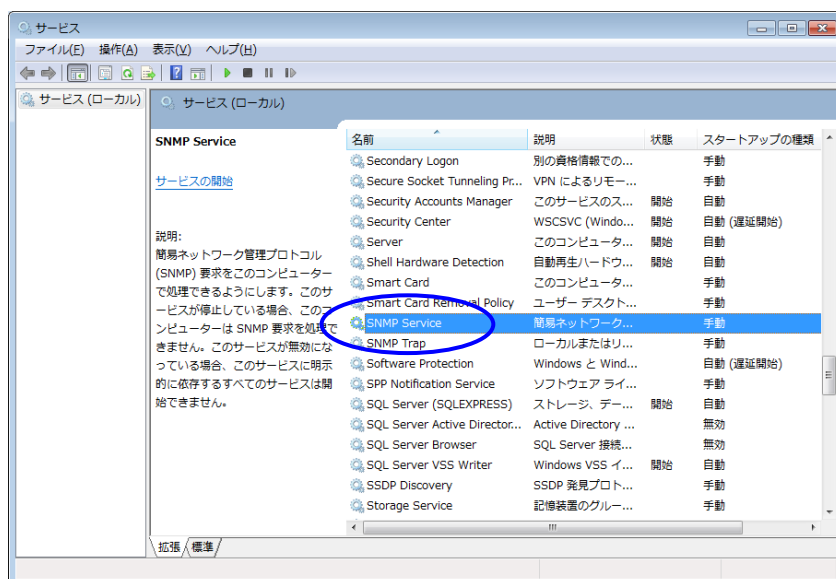 サービス
ファイル(F) 操作(A) 表示(V) ヘルプ(H)
サービス (ローカル)
サービス (ローカル)
SNMP Service
サービスの開始
説明:
簡易ネットワーク管理プロトコル
(SNMP) 要求をこのコンピューター
で処理できるようにします。このサ
ービスが停止している場合、このコ
ンピューターは SNMP 要求を処理で
きません。このサービスが無効にな
っている場合、このサービスに明示
的に依存するすべてのサービスは開
始できません。
名前 説明 状態 スタートアップの種類
Secondary Logon 別の資格情報での... 手動
Secure Socket Tunneling Pr... VPN によるリモー... 手動
Security Accounts Manager このサービスのス... 開始 自動
Security Center WSCSVC (Windo... 開始 自動 (遅延開始)
Server このコンピュータ... 開始 自動
Shell Hardware Detection 自動再生ハードウ... 開始 自動
Smart Card このコンピュータ... 手動
Smart Card Removal Policy ユーザー デスクト... 手動
SNMP Service 簡易ネットワーク... 手動
SNMP Trap ローカルまたはリ... 手動
Software Protection Windows と Wind... 自動 (遅延開始)
SPP Notification Service ソフトウェア ライ... 手動
SQL Server (SQLEXPRESS) ストレージ、デー... 開始 自動
SQL Server Active Director... Active Directory ... 無効
SQL Server Browser SQL Server 接続... 無効
SQL Server VSS Writer Windows VSS イ... 開始 自動
SSDP Discovery SSDP 発見プロト... 手動
Storage Service 記憶装置のグルー... 手動
拡張 標準